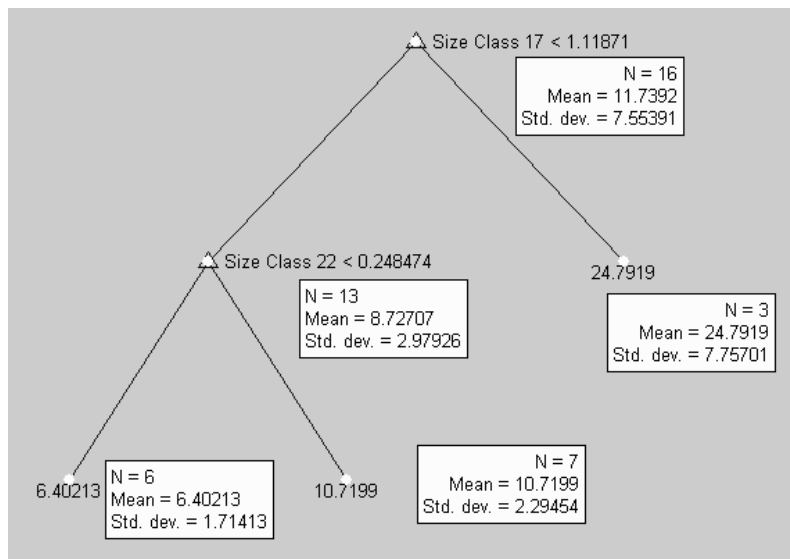 Size Class 17 < 1.11871
N = 16
Mean = 11.7392
Std. dev. = 7.55391
Size Class 22 < 0.248474
N = 13
Mean = 8.72707
Std. dev. = 2.97926
24.7919
N = 3
Mean = 24.7919
Std. dev. = 7.75701
6.40213
N = 6
Mean = 6.40213
Std. dev. = 1.71413
10.7199
N = 7
Mean = 10.7199
Std. dev. = 2.29454